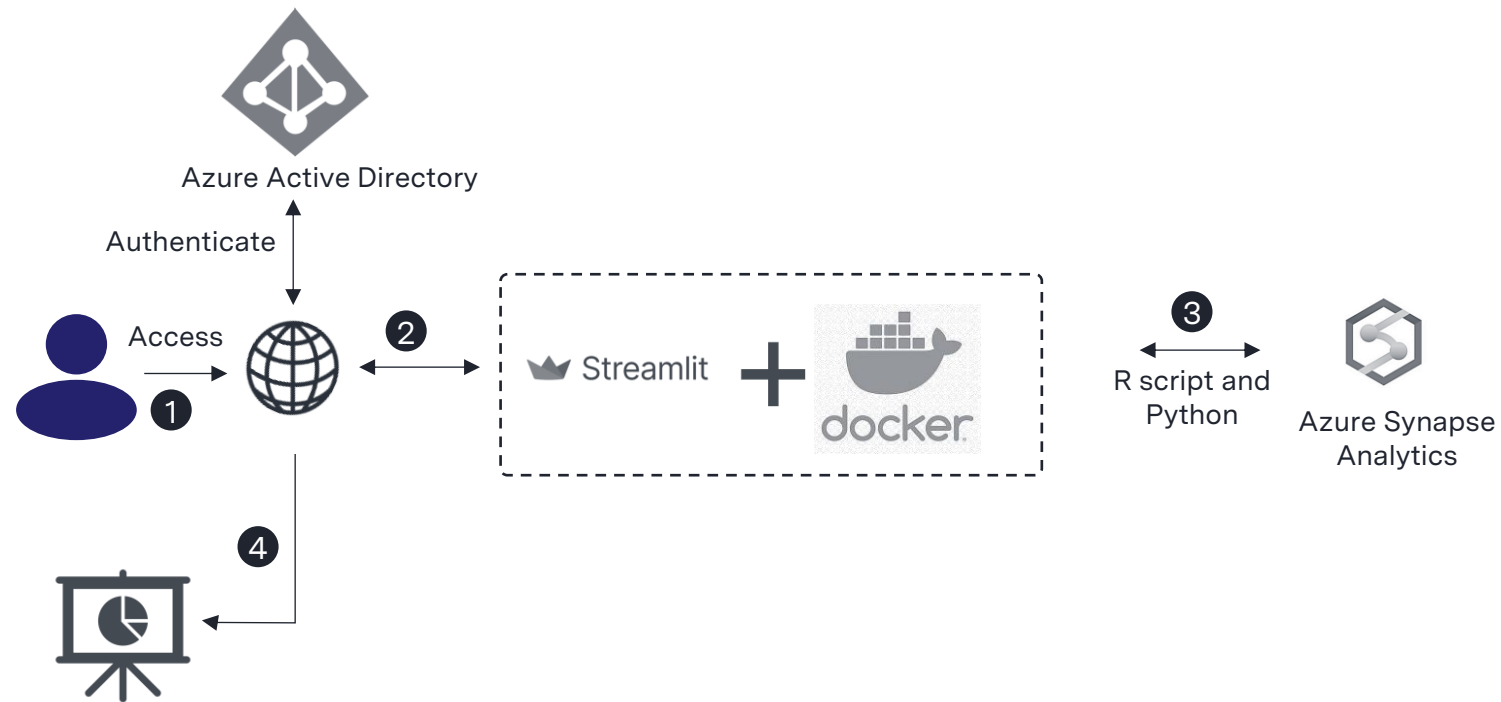 Azure Active Directory
Authenticate
Access
1
2
Streamlit
docker
3
R script and
Python
Azure Synapse
Analytics
4